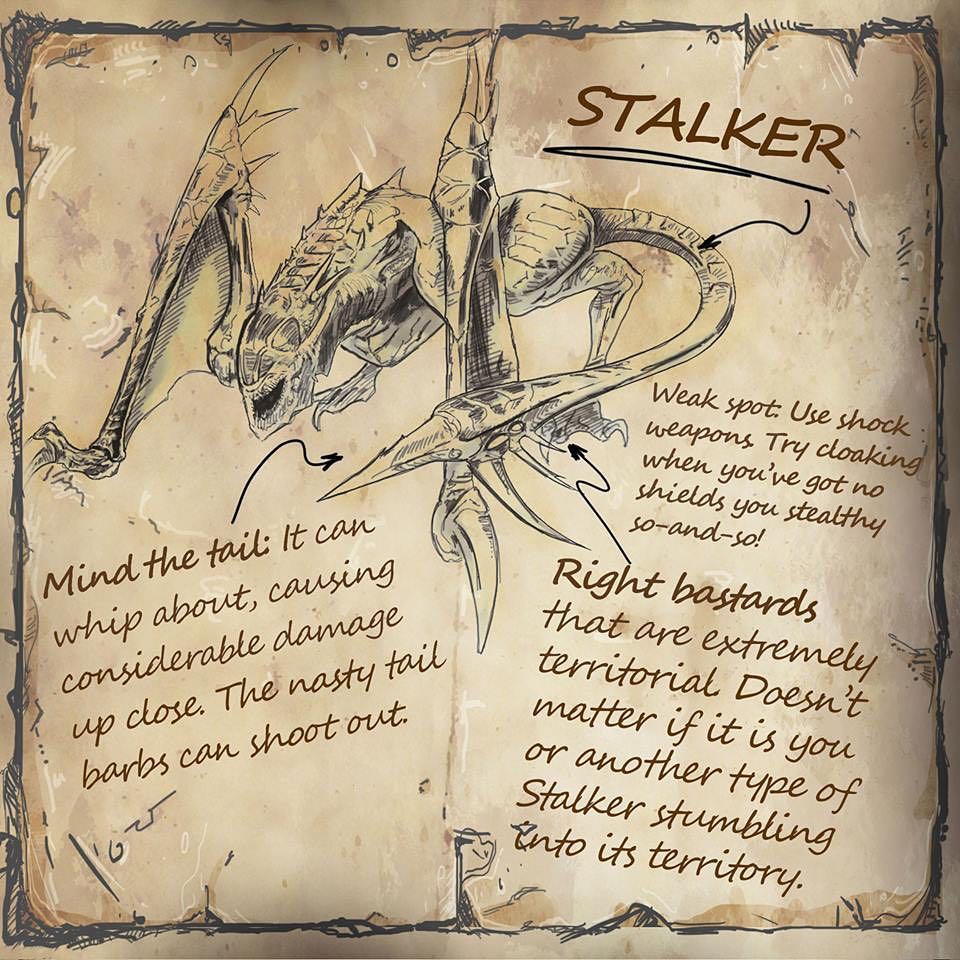 STALKER
Weak spot: Use shock
weapons. Try cloaking
when you've got no
shields you stealthy
so-and-so!
Mind the tail: It can
whip about, causing
considerable damage
up close. The nasty tail
barbs can shoot out.
Right bastards
that are extremely
territorial. Doesn't
matter if it is you
or another type of
Stalker stumbling
into its territory.